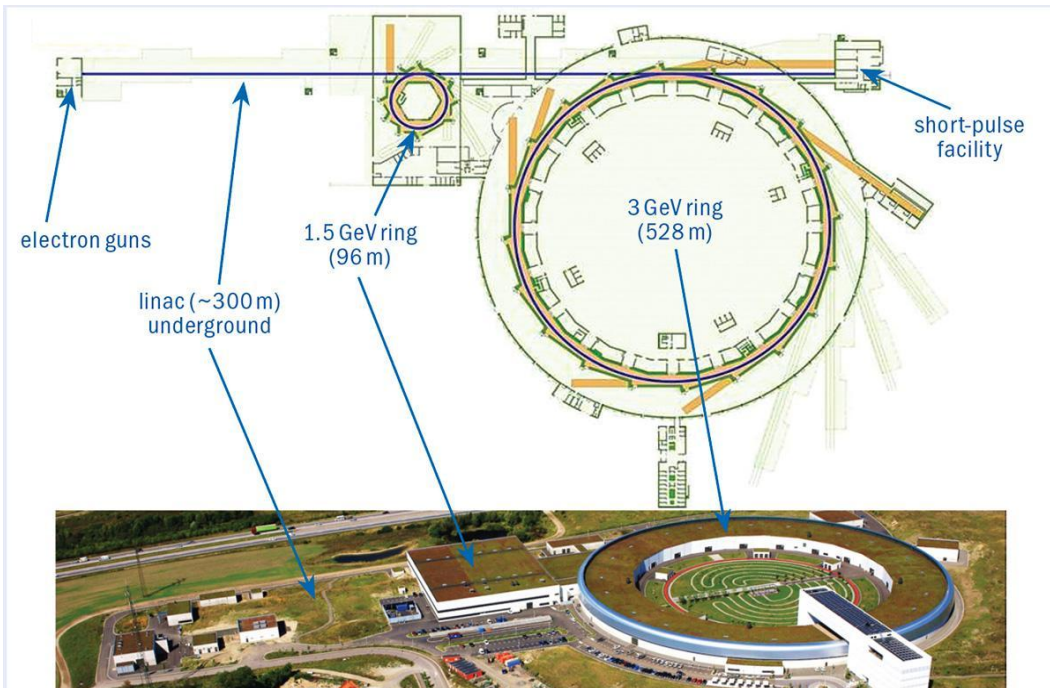 short-pulse
facility
electron guns
1.5 GeV ring
(96 m)
3 GeV ring
(528 m)
linac (~300 m)
underground